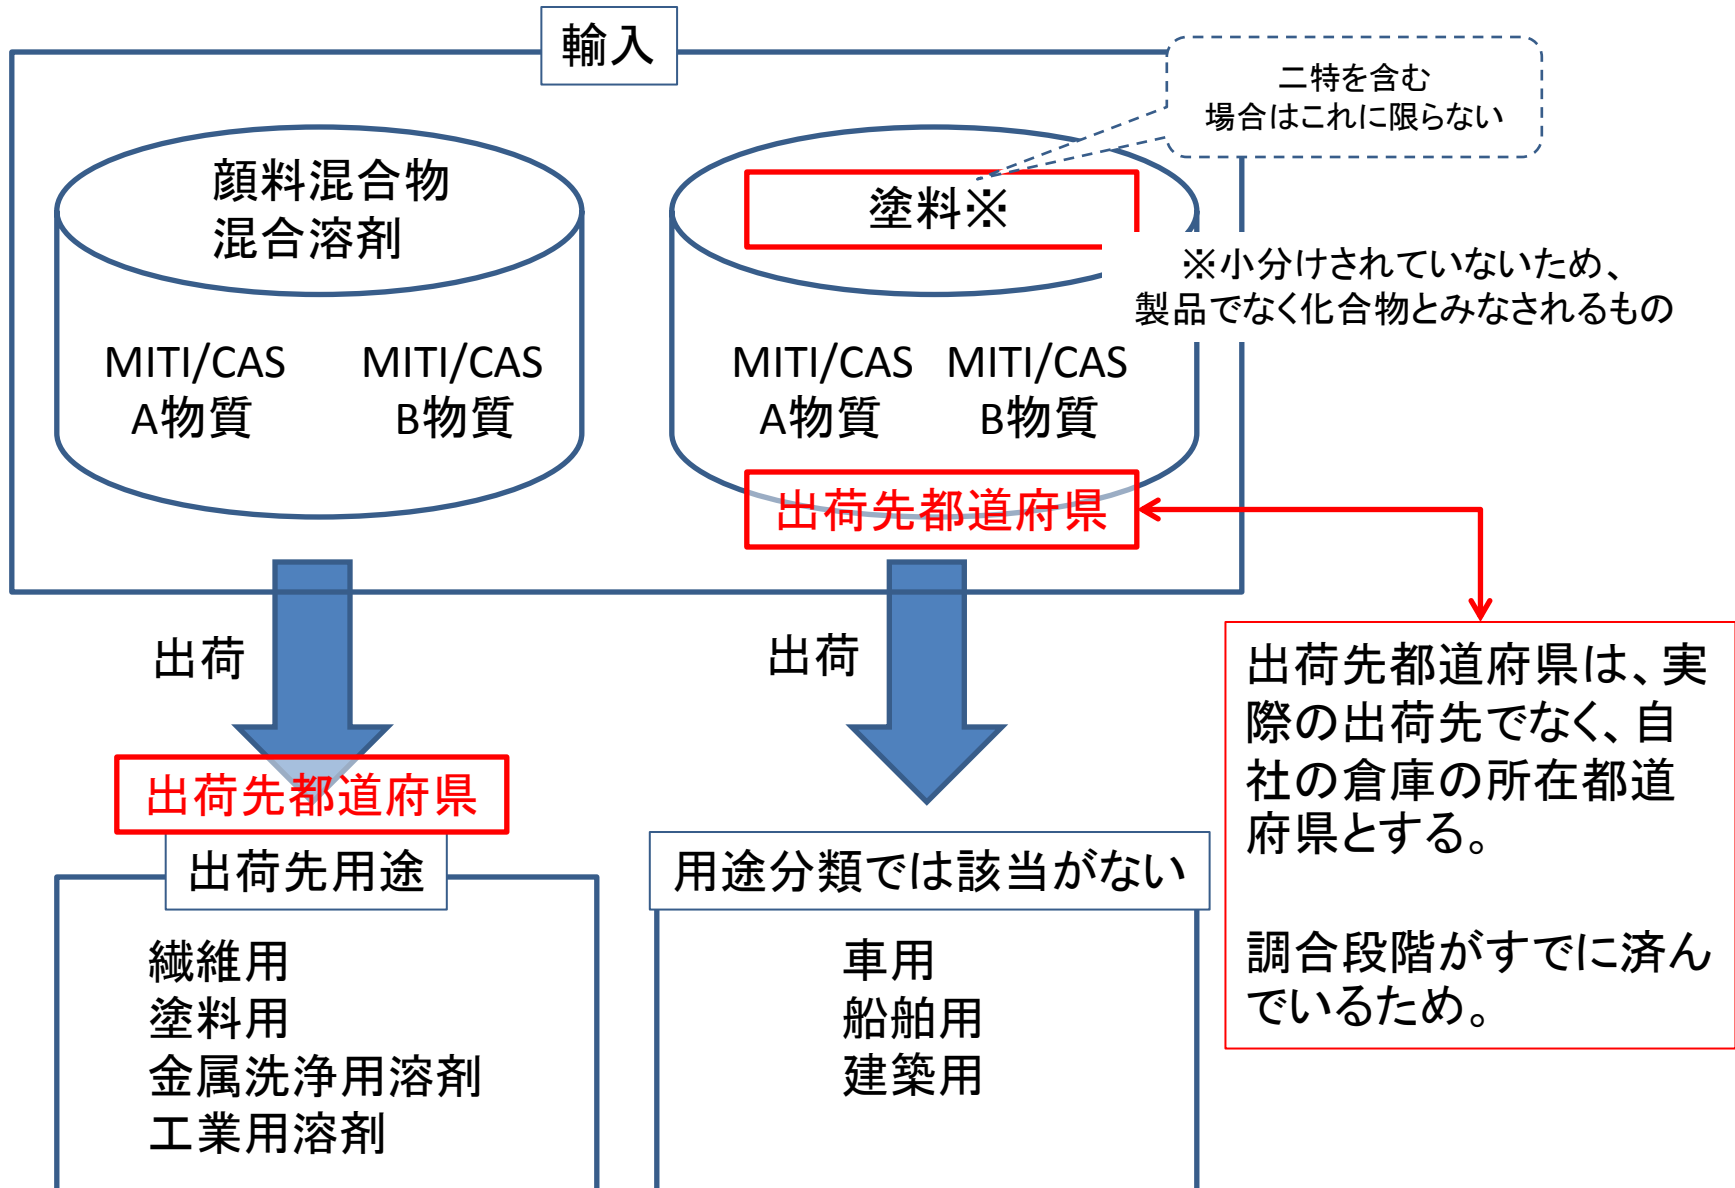 輸入
二特を含む
場合はこれに限らない
顔料混合物
混合溶剤
塗料※
※小分けされていないため、
製品でなく化合物とみなされるもの
MITI/CAS MITI/CAS
A物質 B物質
MITI/CAS MITI/CAS
A物質 B物質
出荷先都道府県
出荷
出荷
出荷先都道府県は、実
際の出荷先でなく、自
社の倉庫の所在都道
府県とする。
調合段階がすでに済ん
でいるため。
出荷先都道府県
出荷先用途
繊維用
塗料用
金属洗浄用溶剤
工業用溶剤
用途分類では該当がない
車用
船舶用
建築用